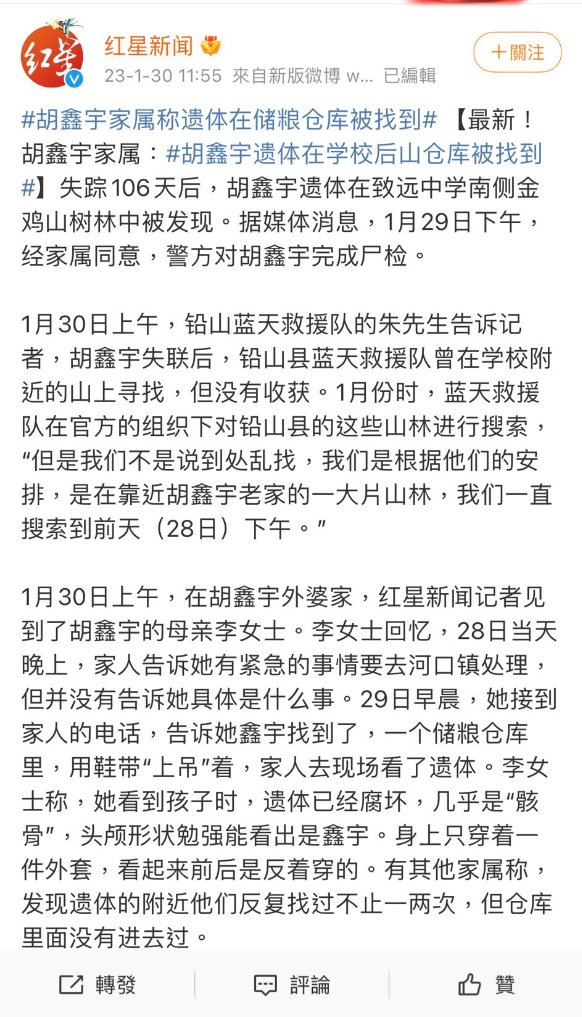 红星
红星新闻
＋關注
23-1-30 11:55 來自新版微博 w... 已編輯
#胡鑫宇家属称遗体在储粮仓库被找到# 【最新！
胡鑫宇家属：#胡鑫宇遗体在学校后山仓库被找到
#】失踪106天后，胡鑫宇遗体在致远中学南侧金
鸡山树林中被发现。据媒体消息，1月29日下午，
经家属同意，警方对胡鑫宇完成尸检。
1月30日上午，铅山蓝天救援队的朱先生告诉记
者，胡鑫宇失联后，铅山县蓝天救援队曾在学校附
近的山上寻找，但没有收获。1月份时，蓝天救援
队在官方的组织下对铅山县的这些山林进行搜索，
“但是我们不是说到处乱找，我们是根据他们的安
排，是在靠近胡鑫宇老家的一大片山林，我们一直
搜索到前天（28日）下午。”
1月30日上午，在胡鑫宇外婆家，红星新闻记者见
到了胡鑫宇的母亲李女士。李女士回忆，28日当天
晚上，家人告诉她有紧急的事情要去河口镇处理，
但并没有告诉她具体是什么事。29日早晨，她接到
家人的电话，告诉她鑫宇找到了，一个储粮仓库
里，用鞋带“上吊”着，家人去现场看了遗体。李女
士称，她看到孩子时，遗体已经腐坏，几乎是“骸
骨”，头颅形状勉强能看出是鑫宇。身上只穿着一
件外套，看起来前后是反着穿的。有其他家属称，
发现遗体的附近他们反复找过不止一两次，但仓库
里面没有进去过。
轉發
評論
贊